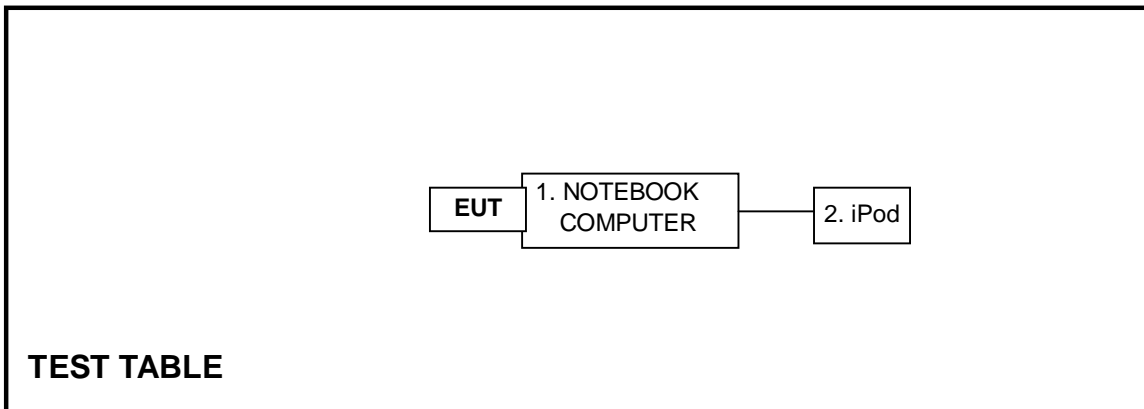 EUT
1. NOTEBOOK
COMPUTER
2. iPod
TEST TABLE